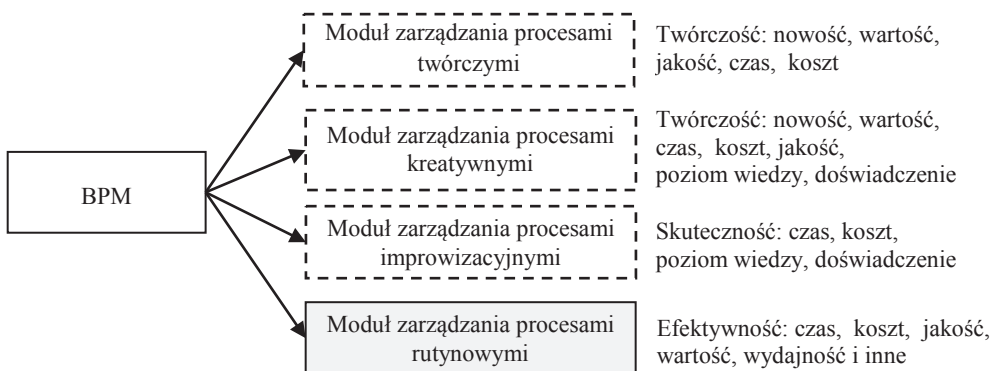 Moduł zarządzania procesami
twórczymi
Twórczość: nowość, wartość,
jakość, czas, koszt
Moduł zarządzania procesami
kreatywnymi
Twórczość: nowość, wartość,
czas, koszt, jakość,
poziom wiedzy, doświadczenie
BPM
Moduł zarządzania procesami
improwizacyjnymi
Skuteczność: czas, koszt,
poziom wiedzy, doświadczenie
Moduł zarządzania procesami
rutynowymi
Efektywność: czas, koszt, jakość,
wartość, wydajność i inne